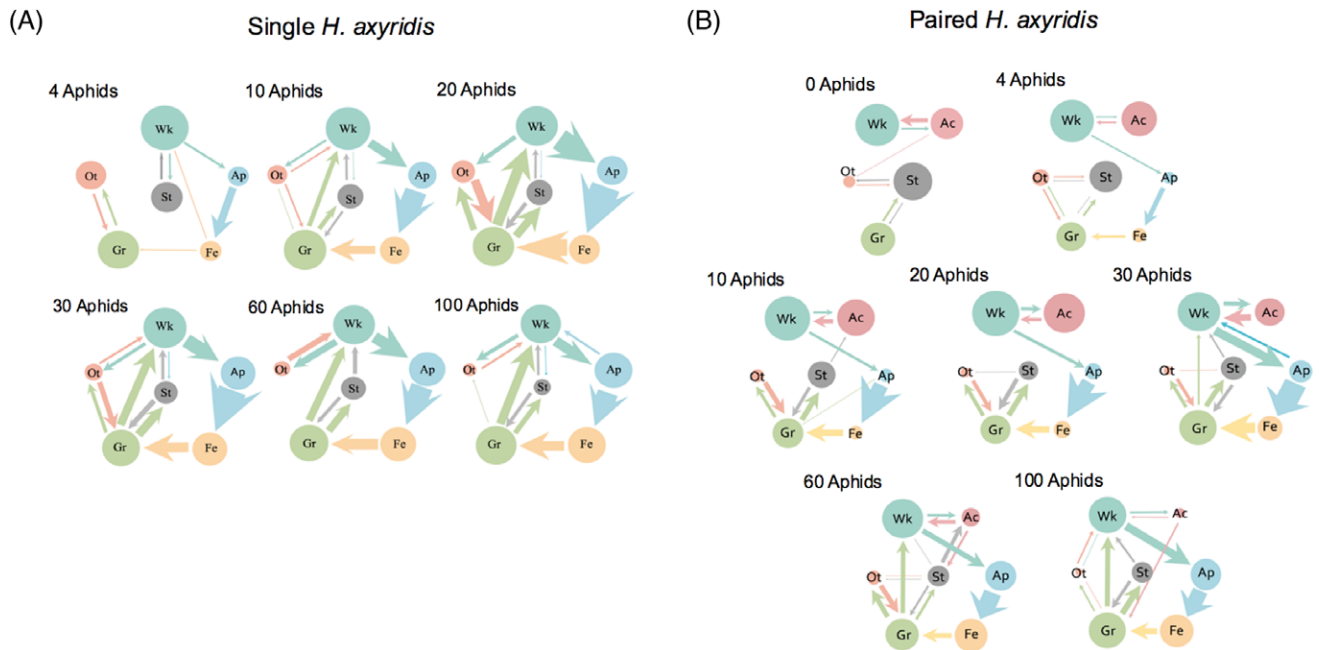 (A)
Single H. axyridis
4 Aphids
Wk
Ot
Ap
St
Gr
Fe
10 Aphids
Wk
Ot
Ap
St
Gr
Fe
20 Aphids
Wk
Ot
Ap
St
Gr
Fe
30 Aphids
Wk
Ot
Ap
St
Gr
Fe
60 Aphids
Wk
Ot
Ap
St
Gr
Fe
100 Aphids
Wk
Ot
Ap
St
Gr
Fe
(B)
Paired H. axyridis
0 Aphids
Wk
Ac
Ot
St
Gr
4 Aphids
Wk
Ac
Ot
St
Ap
Gr
Fe
10 Aphids
Wk
Ac
Ot
St
Ap
Gr
Fe
20 Aphids
Wk
Ac
Ot
St
Ap
Gr
Fe
30 Aphids
Wk
Ac
Ot
St
Ap
Gr
Fe
60 Aphids
Wk
Ac
Ot
St
Ap
Gr
Fe
100 Aphids
Wk
Ac
Ot
St
Ap
Gr
Fe